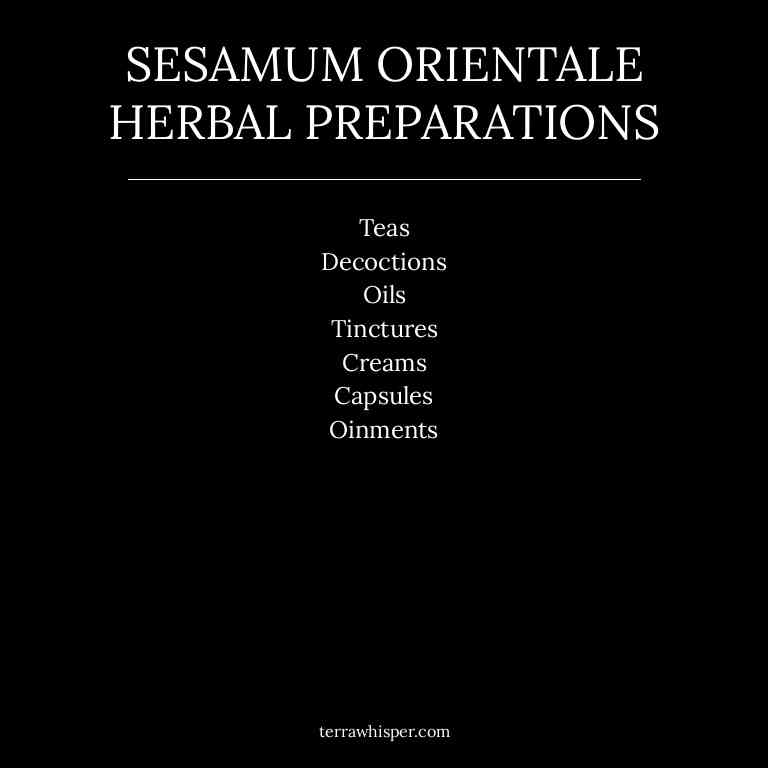 SESAMUM ORIENTALE
HERBAL PREPARATIONS
Teas
Decoctions
Oils
Tinctures
Creams
Capsules
Oinments
terrawhisper.com